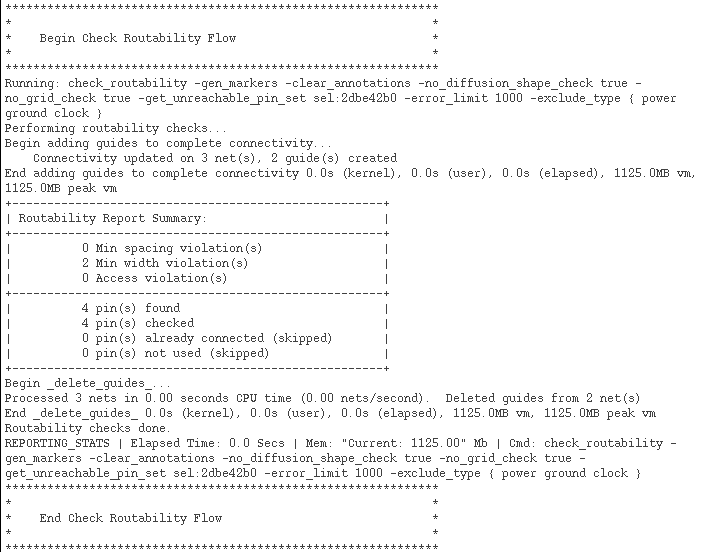 ****************************************************************
*                                                              *
*    Begin Check Routability Flow                              *
*                                                              *
****************************************************************
Running: check_routability -gen_markers -clear_annotations -no_diffusion_shape_check true -
no_grid_check true -get_unreachable_pin_set sel:2dbe42b0 -error_limit 1000 -exclude_type { power
ground clock }
Performing routability checks...
Begin adding guides to complete connectivity...
    Connectivity updated on 3 net(s), 2 guide(s) created
End adding guides to complete connectivity 0.0s (kernel), 0.0s (user), 0.0s (elapsed), 1125.0MB vm,
1125.0MB peak vm
+------------------------------------------------------+
| Routability Report Summary:                          |
+------------------------------------------------------+
|          0 Min spacing violation(s)                  |
|          2 Min width violation(s)                    |
|          0 Access violation(s)                       |
+------------------------------------------------------+
|          4 pin(s) found                              |
|          4 pin(s) checked                            |
|          0 pin(s) already connected (skipped)        |
|          0 pin(s) not used (skipped)                 |
+------------------------------------------------------+
Begin _delete_guides_...
Processed 3 nets in 0.00 seconds CPU time (0.00 nets/second).  Deleted guides from 2 net(s)
End _delete_guides_ 0.0s (kernel), 0.0s (user), 0.0s (elapsed), 1125.0MB vm, 1125.0MB peak vm
Routability checks done.
REPORTING_STATS | Elapsed Time: 0.0 Secs | Mem: "Current: 1125.00" Mb | Cmd: check_routability -
gen_markers -clear_annotations -no_diffusion_shape_check true -no_grid_check true -
get_unreachable_pin_set sel:2dbe42b0 -error_limit 1000 -exclude_type { power ground clock }
****************************************************************
*                                                              *
*    End Check Routability Flow                                *
*                                                              *
****************************************************************